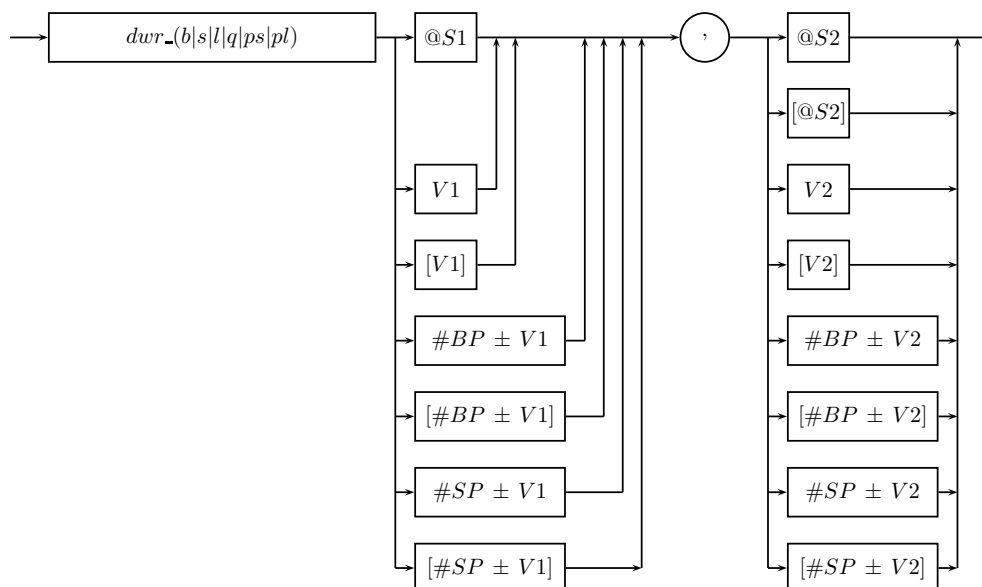 dwr_(b|s|l|q|ps|pl) @S1 , @S2
[@S2]
V1 V2
[V1] [V2]
#BP ± V1 #BP ± V2
[#BP ± V1] [#BP ± V2]
#SP ± V1 #SP ± V2
[#SP ± V1] [#SP ± V2]